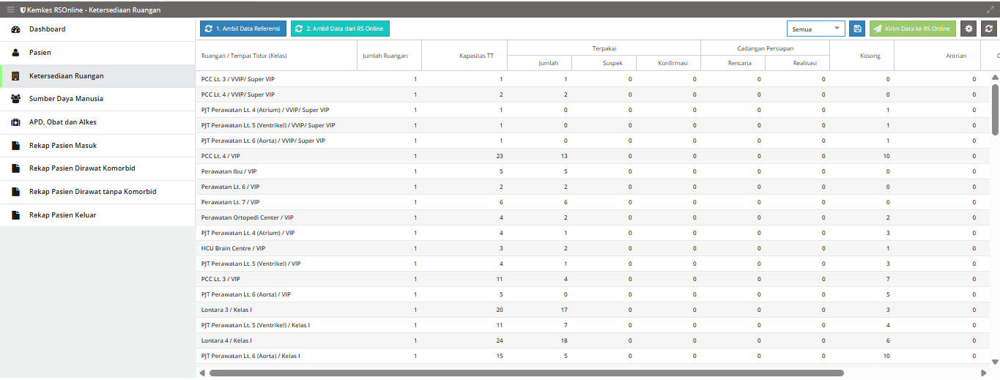 Kemkes RSOnline - Ketersediaan Ruangan
Dashboard
Pasien
Ketersediaan Ruangan
Sumber Daya Manusia
APD, Obat dan Alkes
Rekap Pasien Masuk
Rekap Pasien Dirawat Komorbid
Rekap Pasien Dirawat tanpa Komorbid
Rekap Pasien Keluar
1. Ambil Data Referensi 2. Ambil Data dari RS Online Semua Kirim Data ke RS Online
Terpakai Cadangan Persiapan
Ruangan / Tempat Tidur (Kelas) Jumlah Ruangan Kapasitas TT Kosong Antrian C
Jumlah Suspek Konfirmasi Rencana Realisasi
PCC Lt. 3 / VVIP/ Super VIP 1 1 1 0 0 0 0 0 0
PCC Lt. 4 / VVIP/ Super VIP 1 2 2 0 0 0 0 0 0
PJT Perawatan Lt. 4 (Atrium) / VVIP/ Super VIP 1 1 0 0 0 0 0 1 0
PJT Perawatan Lt. 5 (Ventrikel) / VVIP/ Super VIP 1 1 0 0 0 0 0 1 0
PJT Perawatan Lt. 6 (Aorta) / VVIP/ Super VIP 1 1 0 0 0 0 0 1 0
PCC Lt. 4 / VIP 1 23 13 0 0 0 0 10 0
Perawatan Ibu / VIP 1 5 5 0 0 0 0 0 0
Perawatan Lt. 6 / VIP 1 2 2 0 0 0 0 0 0
Perawatan Lt. 7 / VIP 1 6 6 0 0 0 0 0 0
Perawatan Ortopedi Center / VIP 1 4 2 0 0 0 0 2 0
PJT Perawatan Lt. 4 (Atrium) / VIP 1 4 1 0 0 0 0 3 0
HCU Brain Centre / VIP 1 3 2 0 0 0 0 1 0
PJT Perawatan Lt. 5 (Ventrikel) / VIP 1 4 1 0 0 0 0 3 0
PCC Lt. 3 / VIP 1 11 4 0 0 0 0 7 0
PJT Perawatan Lt. 6 (Aorta) / VIP 1 5 0 0 0 0 0 5 0
Lontara 3 / Kelas I 1 20 17 0 0 0 0 3 0
PJT Perawatan Lt. 5 (Ventrikel) / Kelas I 1 11 7 0 0 0 0 4 0
Lontara 4 / Kelas I 1 24 18 0 0 0 0 6 0
PJT Perawatan Lt. 6 (Aorta) / Kelas I 1 15 5 0 0 0 0 10 0